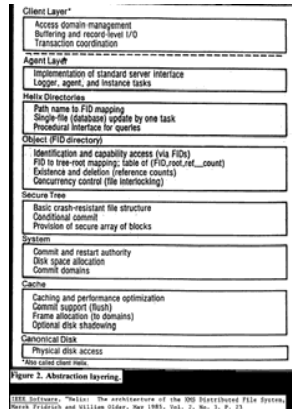 Client Layer*
Access domain management
Buffering and record-level I/O
Transaction coordination
Agent Layer
Implementation of standard server interface
Logger, agent, and instance tasks
Helix Directories
Path name to FID mapping
Single-file (database) update by one task
Procedural Interface for queries
Object (FID directory)
Identification and capability access (via FIDs)
FID to tree-root mapping; table of (FID,root,ref_count)
Existence and deletion (reference counts)
Concurrency control (file interlocking)
Secure Tree
Basic crash-resistant file structure
Conditional commit
Provision of secure array of blocks
System
Commit and restart authority
Disk space allocation
Commit domains
Cache
Caching and performance optimization
Commit support (flush)
Frame allocation (to domains)
Optional disk shadowing
Canonical Disk
Physical disk access
*Also called client Helix.
Figure 2. Abstraction layering.
IEEE Software, "Helix: The architecture of the XMS Distributed File System,
Marek Fridrich and William Older, May 1985, Vol. 2, No. 3, P. 23